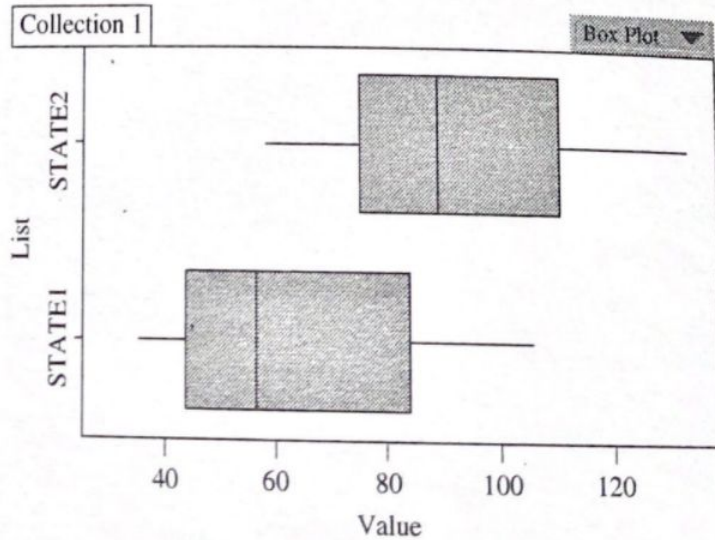 Collection 1
Box Plot
STATE2
List
STATE1
40 60 80 100 120
Value